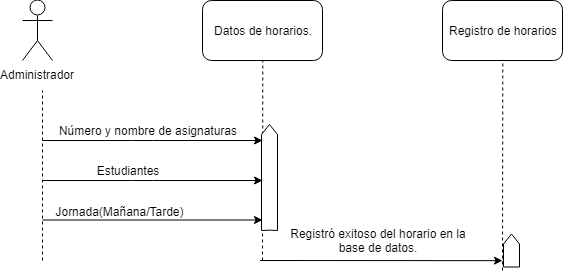 Datos de horarios.
Registro de horarios
Administrador
Número y nombre de asignaturas
Estudiantes
Jornada(Mañana/Tarde)
Registró exitoso del horario en la
base de datos.